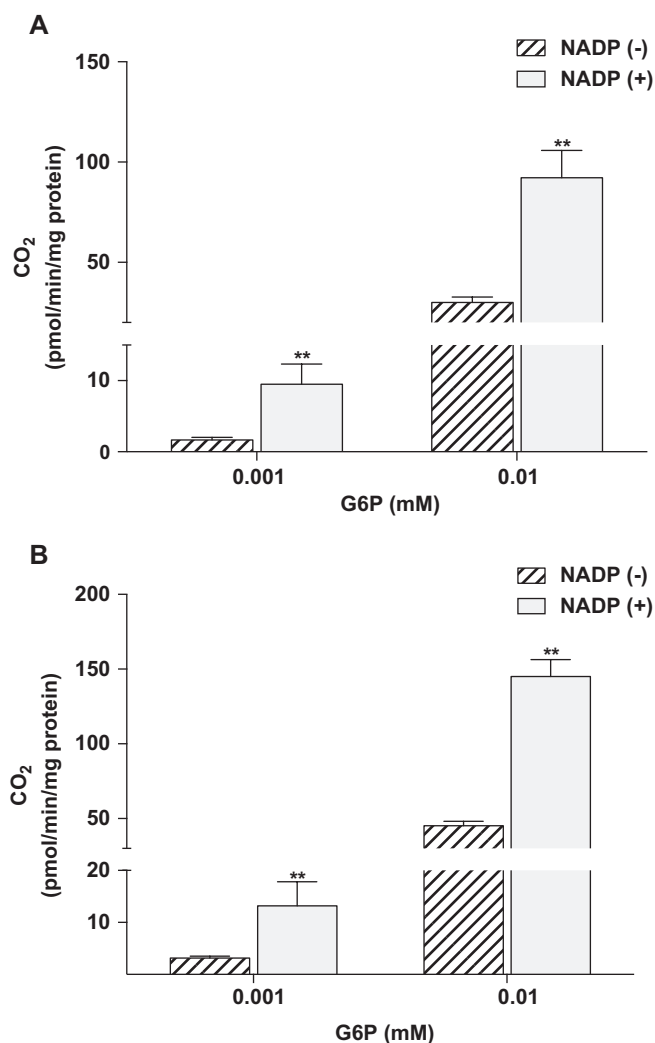 A
NADP (-)
NADP (+)
150
100
50
10
0
CO2
(pmol/min/mg protein)
**
**
0.001
0.01
G6P (mM)
B
NADP (-)
NADP (+)
200
150
100
50
20
10
CO2
(pmol/min/mg protein)
**
**
0.001
0.01
G6P (mM)